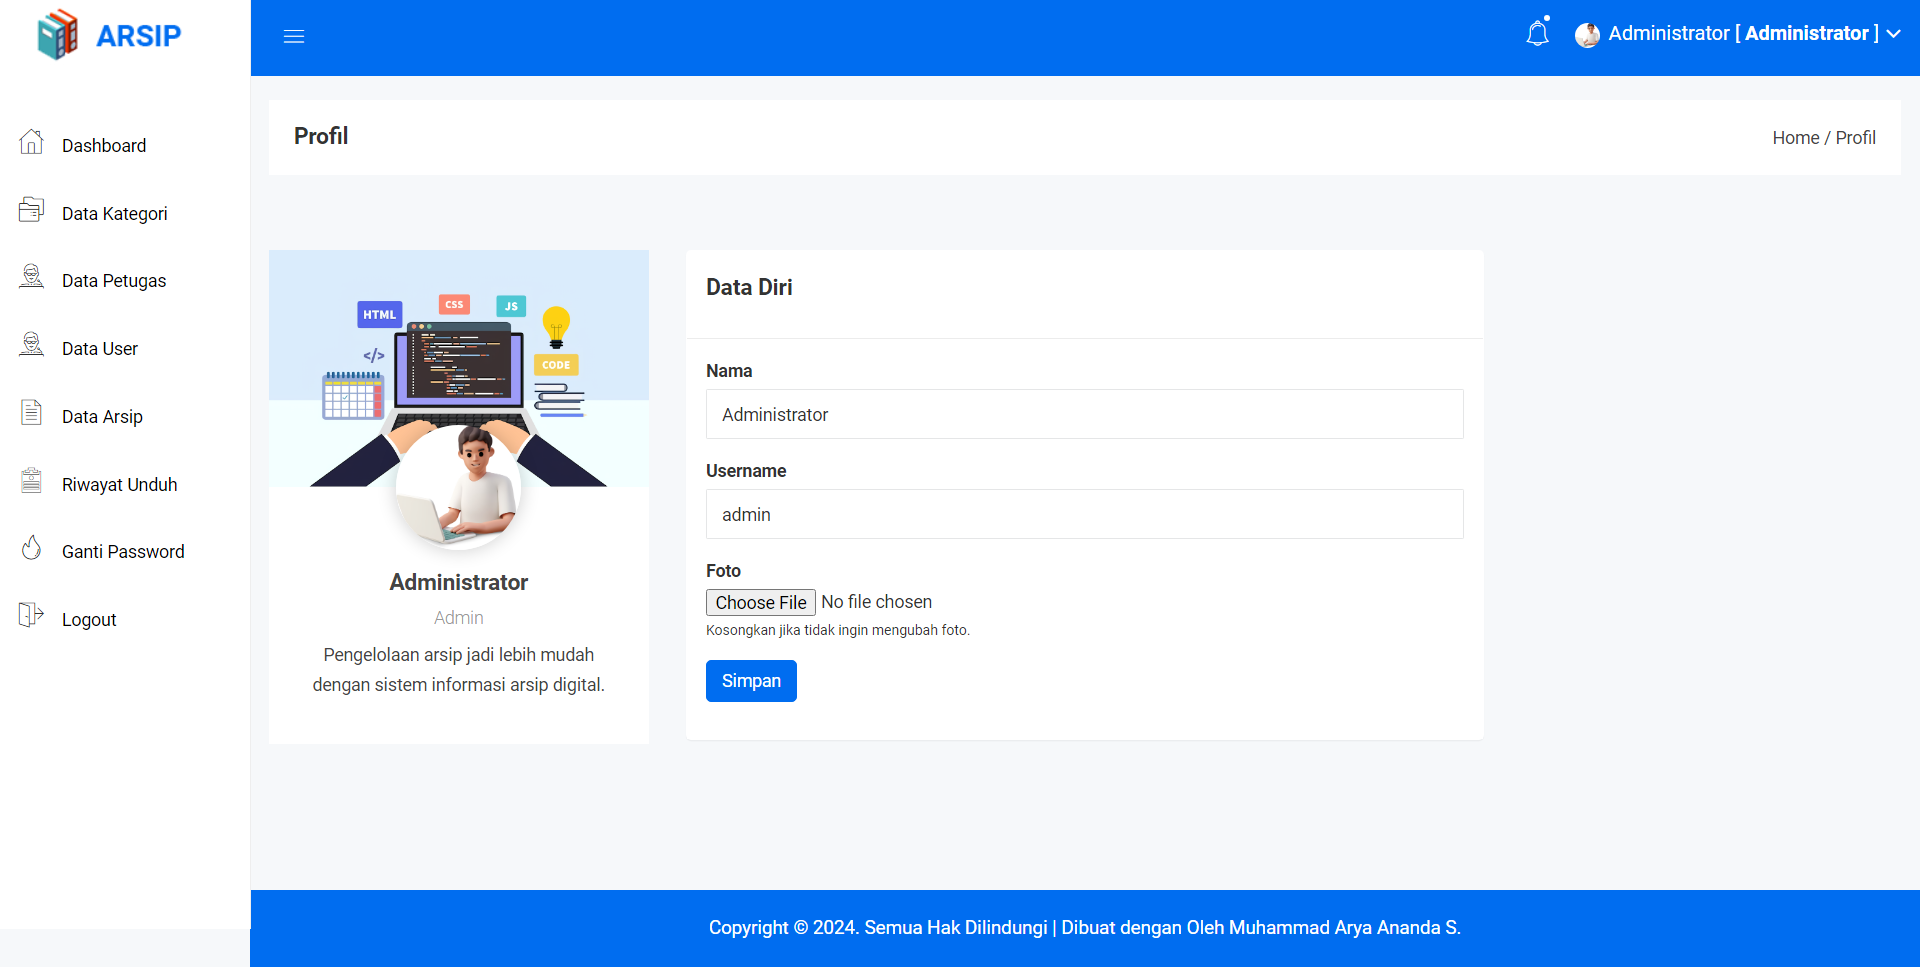 ARSIP
Administrator [ Administrator ]
Profil
Home / Profil
Dashboard
Data Kategori
Data Petugas
Data User
Data Arsip
Riwayat Unduh
Ganti Password
Logout
HTML
CSS
JS
</>
CODE
Administrator
Admin
Pengelolaan arsip jadi lebih mudah
dengan sistem informasi arsip digital.
Data Diri
Nama
Administrator
Username
admin
Foto
Choose File No file chosen
Kosongkan jika tidak ingin mengubah foto.
Simpan
Copyright © 2024. Semua Hak Dilindungi | Dibuat dengan Oleh Muhammad Arya Ananda S.